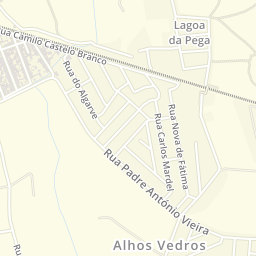 Lagoa
da Pega
Rua Camilo Castelo Branco
Rua do Algarve
Rua Nova de Fátima
Rua Carlos Mardel
Rua Padre António Vieira
Alhos Vedros
Rua